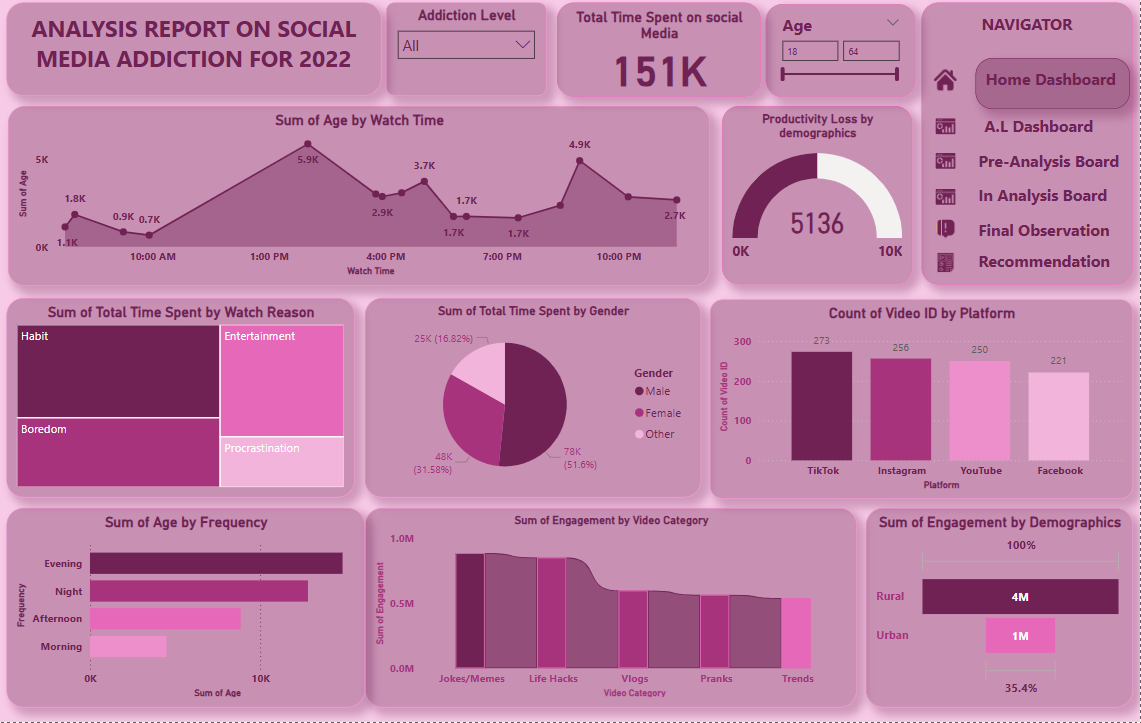 ANALYSIS REPORT ON SOCIAL
MEDIA ADDICTION FOR 2022
Addiction Level
All
Total Time Spent on social
Media
151K
Age
18
64
NAVIGATOR
Home Dashboard
A.L Dashboard
Pre-Analysis Board
In Analysis Board
Final Observation
Recommendation
Sum of Age by Watch Time
Sum of Age
5K
0K
1.1K
1.8K
0.9K
0.7K
5.9K
2.9K
3.7K
1.7K
1.7K
1.7K
4.9K
2.7K
10:00 AM
1:00 PM
4:00 PM
7:00 PM
10:00 PM
Watch Time
Productivity Loss by
demographics
5136
0K
10K
Sum of Total Time Spent by Watch Reason
Habit
Entertainment
Boredom
Procrastination
Sum of Total Time Spent by Gender
25K (16.82%)
48K
(31.58%)
78K
(51.6%)
Gender
Male
Female
Other
Count of Video ID by Platform
Count of Video ID
300
200
100
0
273
256
250
221
TikTok
Instagram
YouTube
Facebook
Platform
Sum of Age by Frequency
Frequency
Evening
Night
Afternoon
Morning
0K
10K
Sum of Age
Sum of Engagement by Video Category
Sum of Engagement
1.0M
0.5M
0.0M
Jokes/Memes
Life Hacks
Vlogs
Pranks
Trends
Video Category
Sum of Engagement by Demographics
100%
Rural
4M
Urban
1M
35.4%